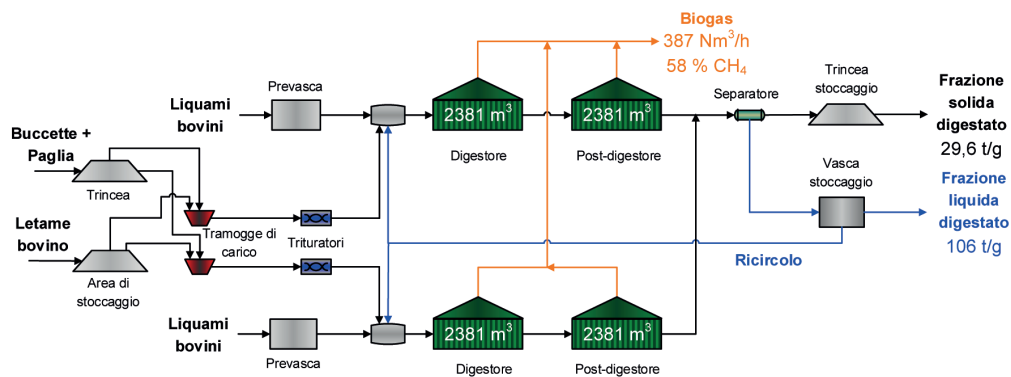 Biogas
387 Nm³/h
58 % CH₄
Liquami
bovini
Prevasca
2381 m³
2381 m³
Digestore
Post-digestore
Separatore
Trincea
stoccaggio
Frazione
solida
digestato
29,6 t/g
Buccette +
Paglia
Trincea
Letame
bovino
Area di
stoccaggio
Tramogge di
carico
Trituratori
Vasca
stoccaggio
Frazione
liquida
digestato
106 t/g
Ricircolo
Liquami
bovini
Prevasca
2381 m³
2381 m³
Digestore
Post-digestore